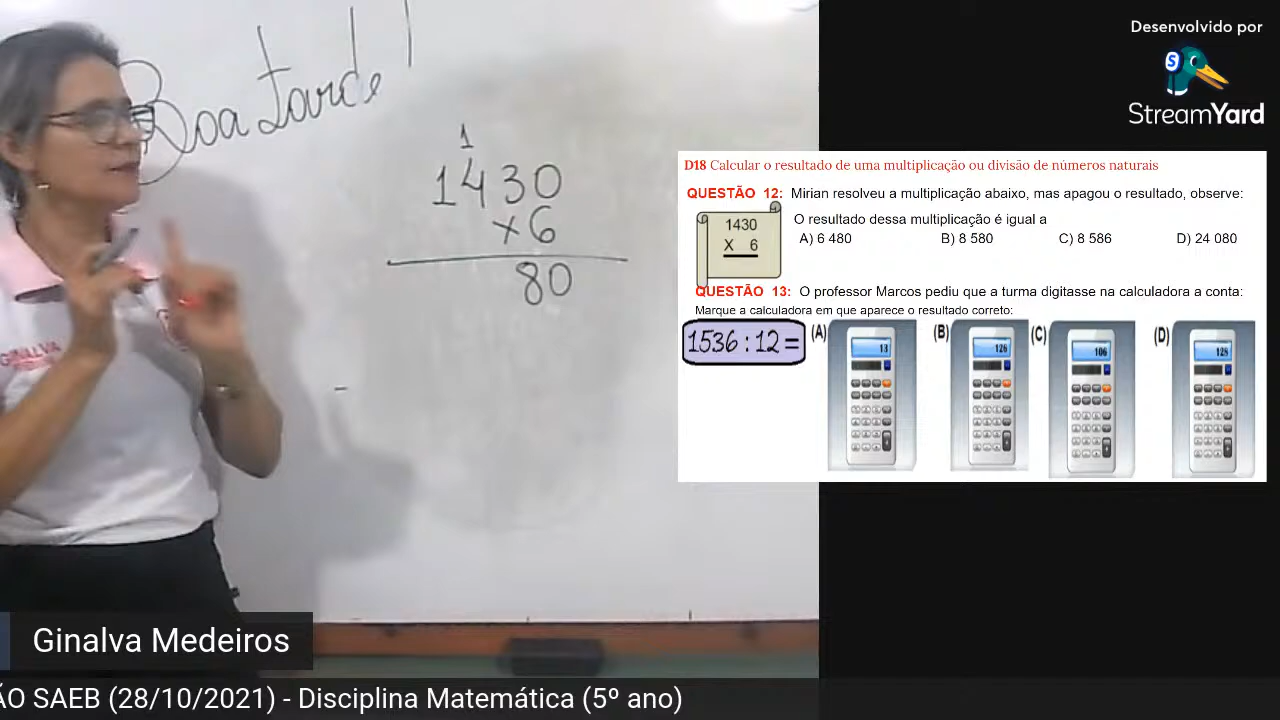 Boa tarde!
1
1430
x6
80
Desenvolvido por
S
StreamYard
D18 Calcular o resultado de uma multiplicação ou divisão de números naturais
QUESTÃO 12: Mirian resolveu a multiplicação abaixo, mas apagou o resultado, observe:
1430
X 6
O resultado dessa multiplicação é igual a
A) 6 480 B) 8 580 C) 8 586 D) 24 080
QUESTÃO 13: O professor Marcos pediu que a turma digitasse na calculadora a conta:
Marque a calculadora em que aparece o resultado correto:
1536 : 12 =
(A) 13 (B) 126 (C) 106 (D) 128
GINALVA
Ginalva Medeiros
ÃO SAEB (28/10/2021) - Disciplina Matemática (5º ano)